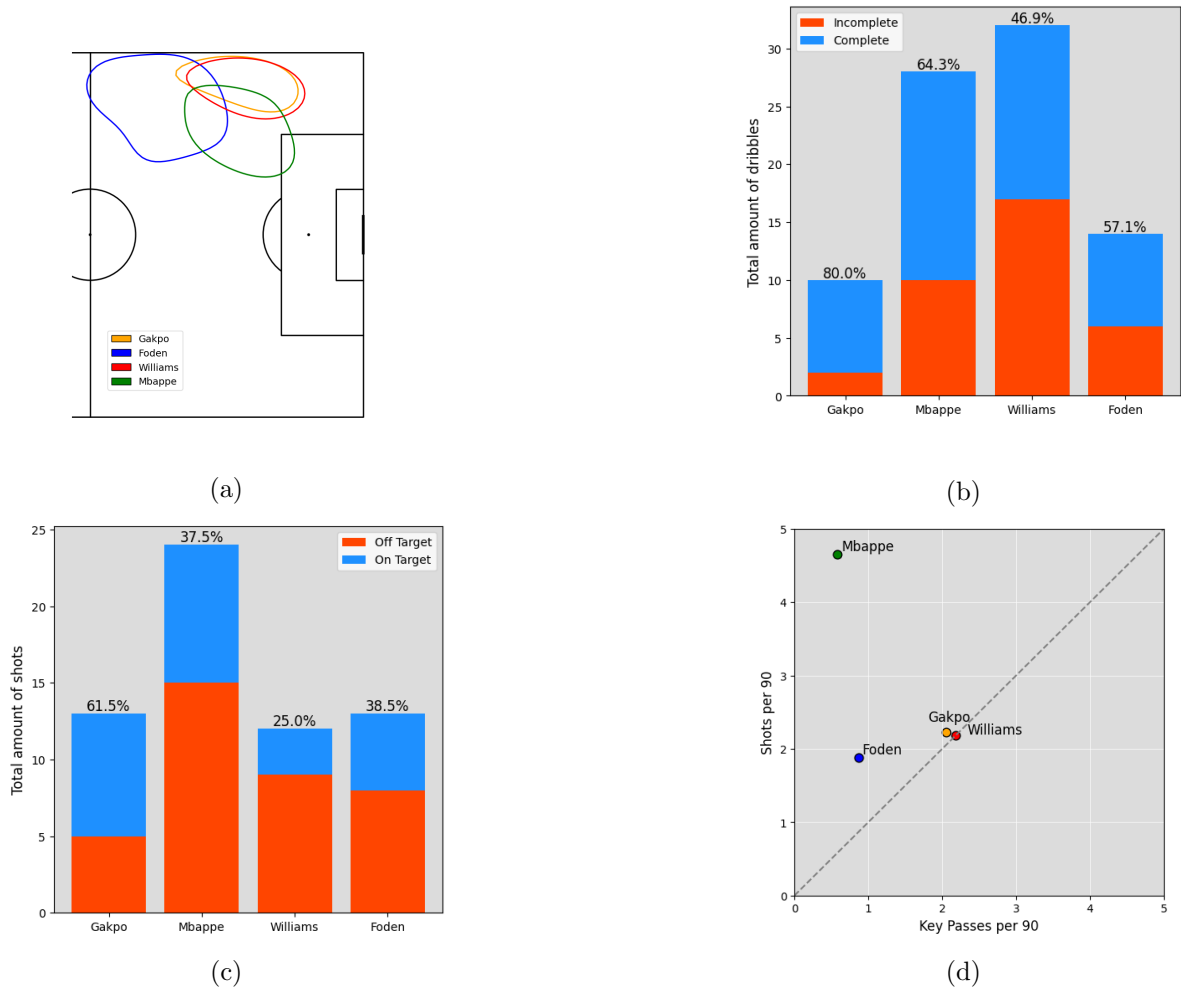 Gakpo
Foden
Williams
Mbappe
(a)
Incomplete
Complete
Total amount of dribbles
0
5
10
15
20
25
30
80.0%
64.3%
46.9%
57.1%
Gakpo
Mbappe
Williams
Foden
(b)
Off Target
On Target
Total amount of shots
0
5
10
15
20
25
61.5%
37.5%
25.0%
38.5%
Gakpo
Mbappe
Williams
Foden
(c)
Shots per 90
0
1
2
3
4
5
Mbappe
Gakpo
Williams
Foden
0
1
2
3
4
5
Key Passes per 90
(d)